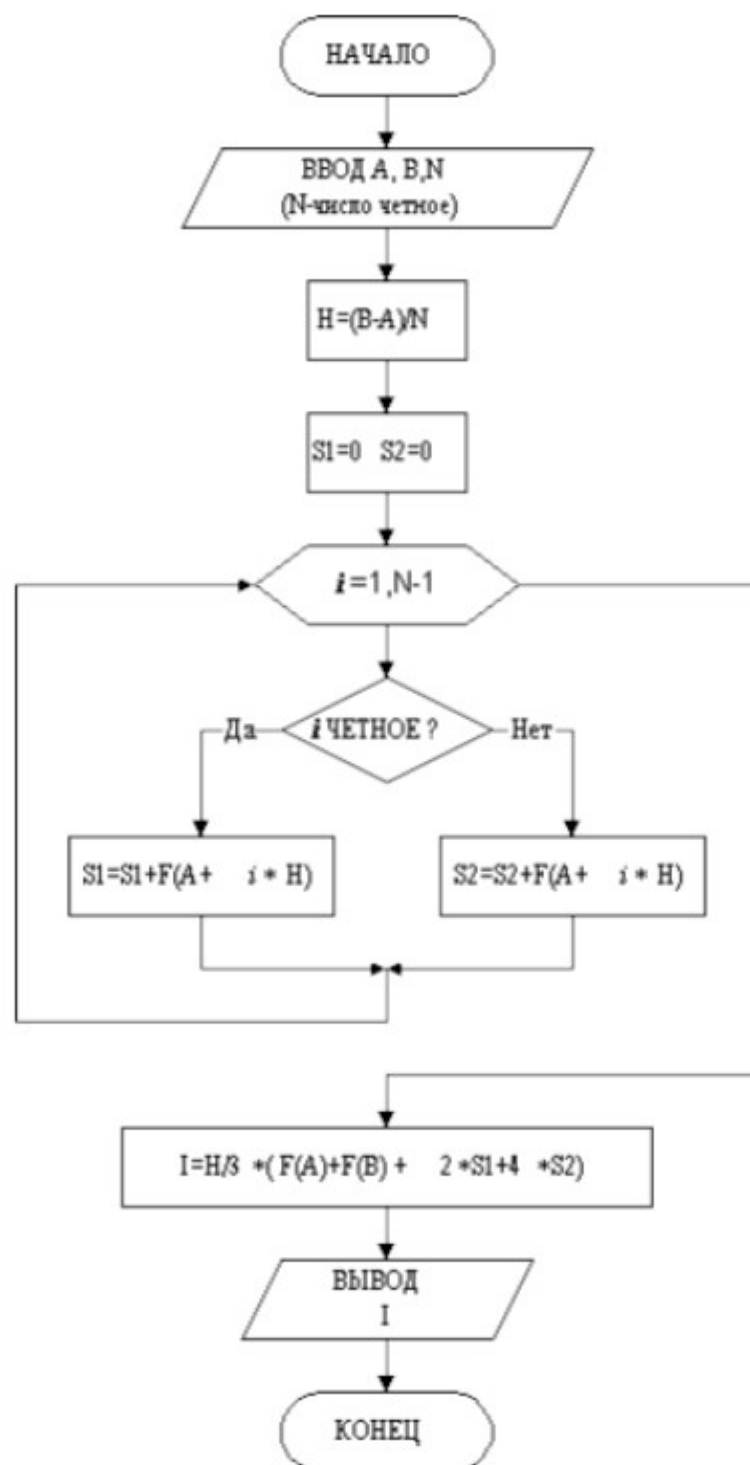 НАЧАЛО
ВВОД A, B,N
(N-число четное)
H=(B-A)/N
S1=0 S2=0
i=1,N-1
i ЧЕТНОЕ ?
Да
Нет
S1=S1+F(A+ i * H)
S2=S2+F(A+ i * H)
I=H/3 *( F(A)+F(B) + 2 *S1+4 *S2)
ВЫВОД
I
КОНЕЦ